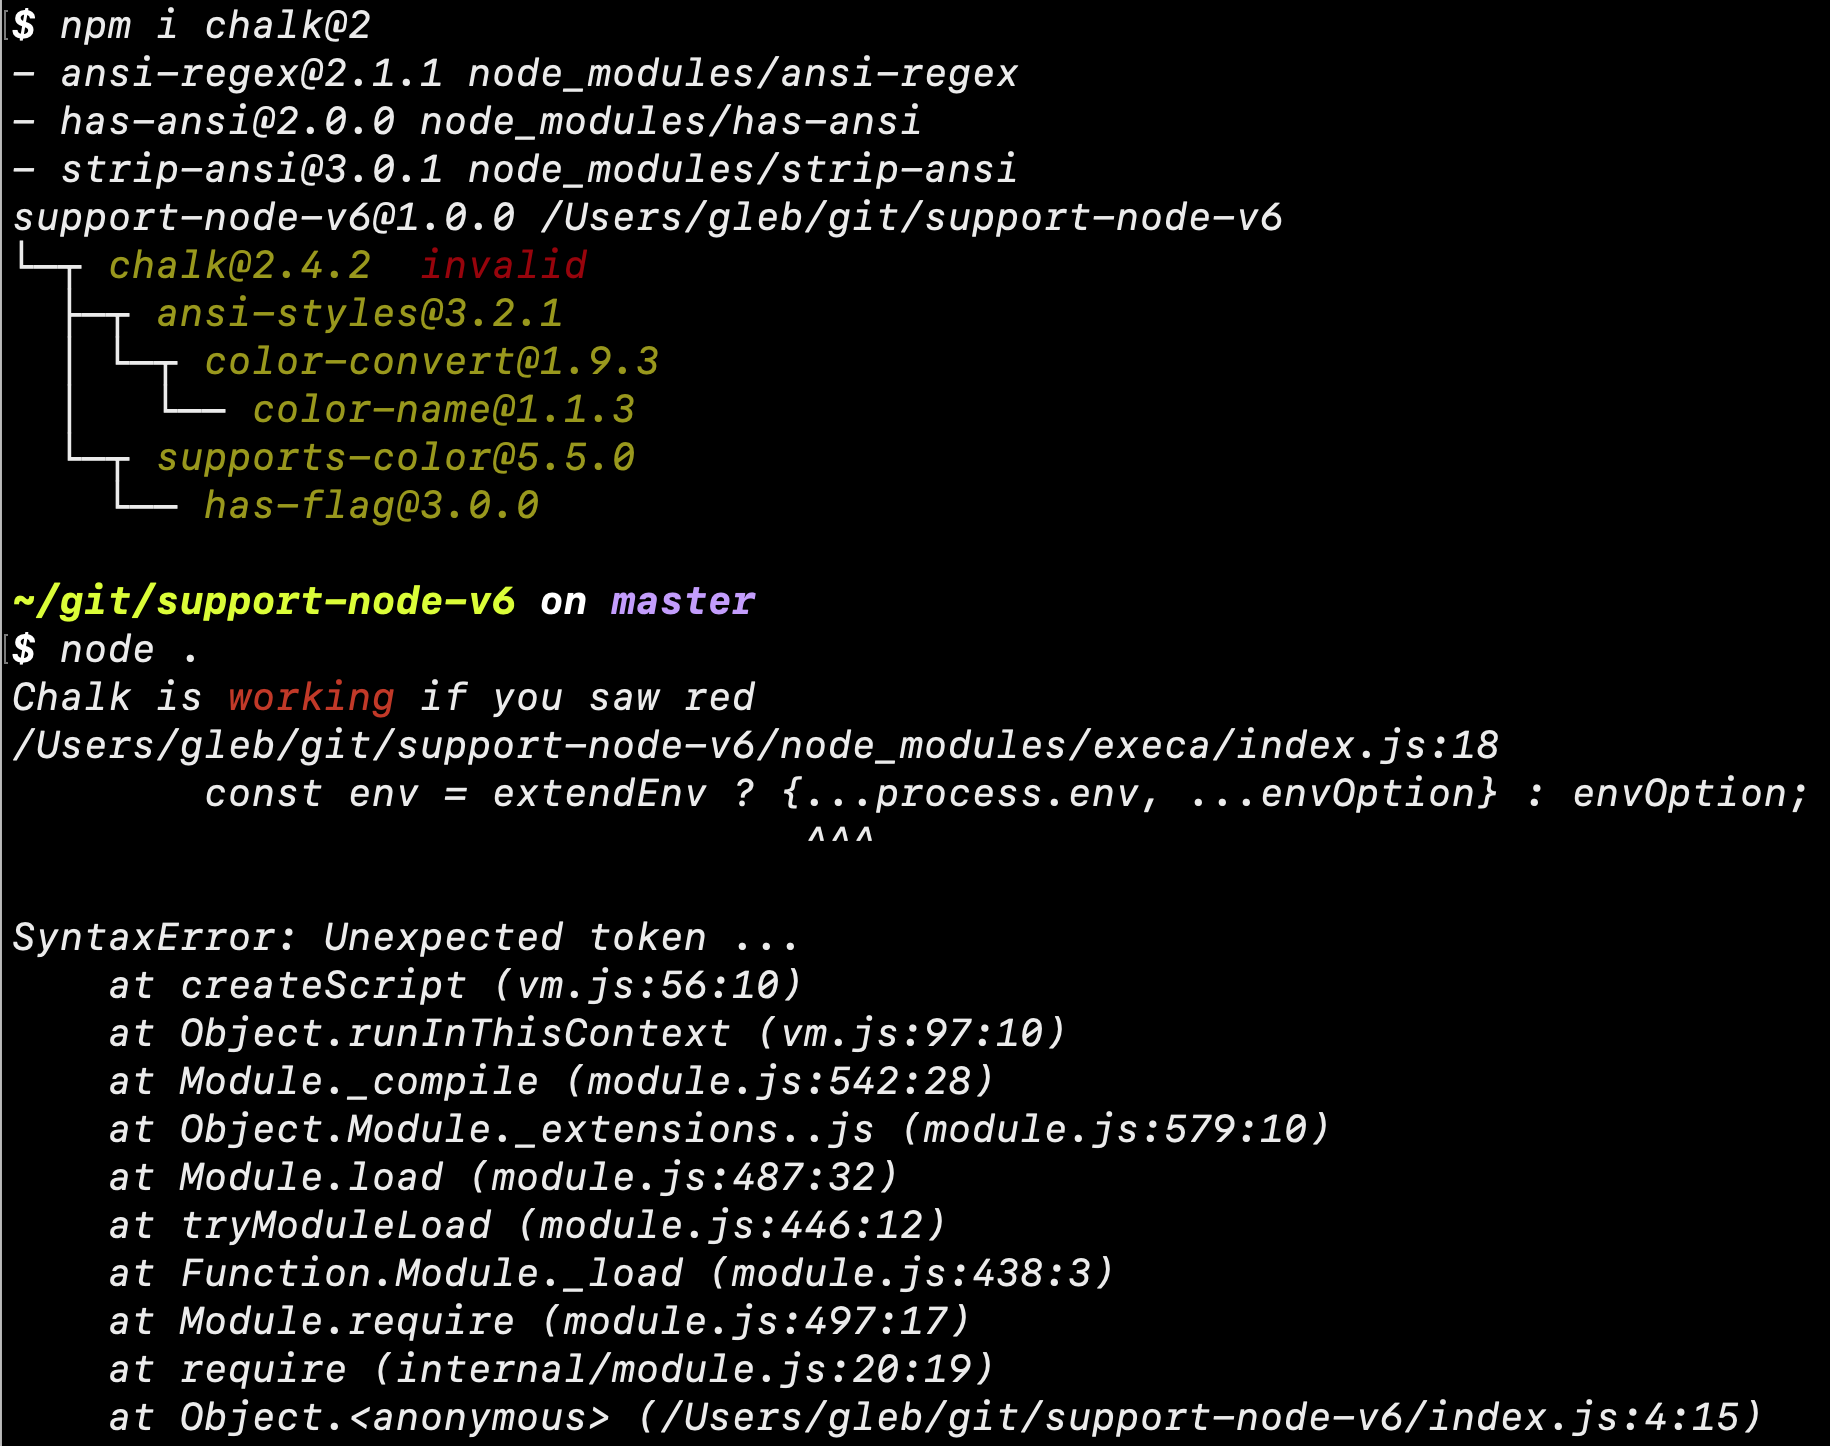 $ npm i chalk@2
- ansi-regex@2.1.1 node_modules/ansi-regex
- has-ansi@2.0.0 node_modules/has-ansi
- strip-ansi@3.0.1 node_modules/strip-ansi
support-node-v6@1.0.0 /Users/gleb/git/support-node-v6
└─┬ chalk@2.4.2  invalid
  ├─┬ ansi-styles@3.2.1
  │ └─┬ color-convert@1.9.3
  │   └── color-name@1.1.3
  └─┬ supports-color@5.5.0
    └── has-flag@3.0.0
~/git/support-node-v6 on master
$ node .
Chalk is working if you saw red
/Users/gleb/git/support-node-v6/node_modules/execa/index.js:18
        const env = extendEnv ? {...process.env, ...envOption} : envOption;
                                 ^^^
SyntaxError: Unexpected token ...
    at createScript (vm.js:56:10)
    at Object.runInThisContext (vm.js:97:10)
    at Module._compile (module.js:542:28)
    at Object.Module._extensions..js (module.js:579:10)
    at Module.load (module.js:487:32)
    at tryModuleLoad (module.js:446:12)
    at Function.Module._load (module.js:438:3)
    at Module.require (module.js:497:17)
    at require (internal/module.js:20:19)
    at Object.<anonymous> (/Users/gleb/git/support-node-v6/index.js:4:15)